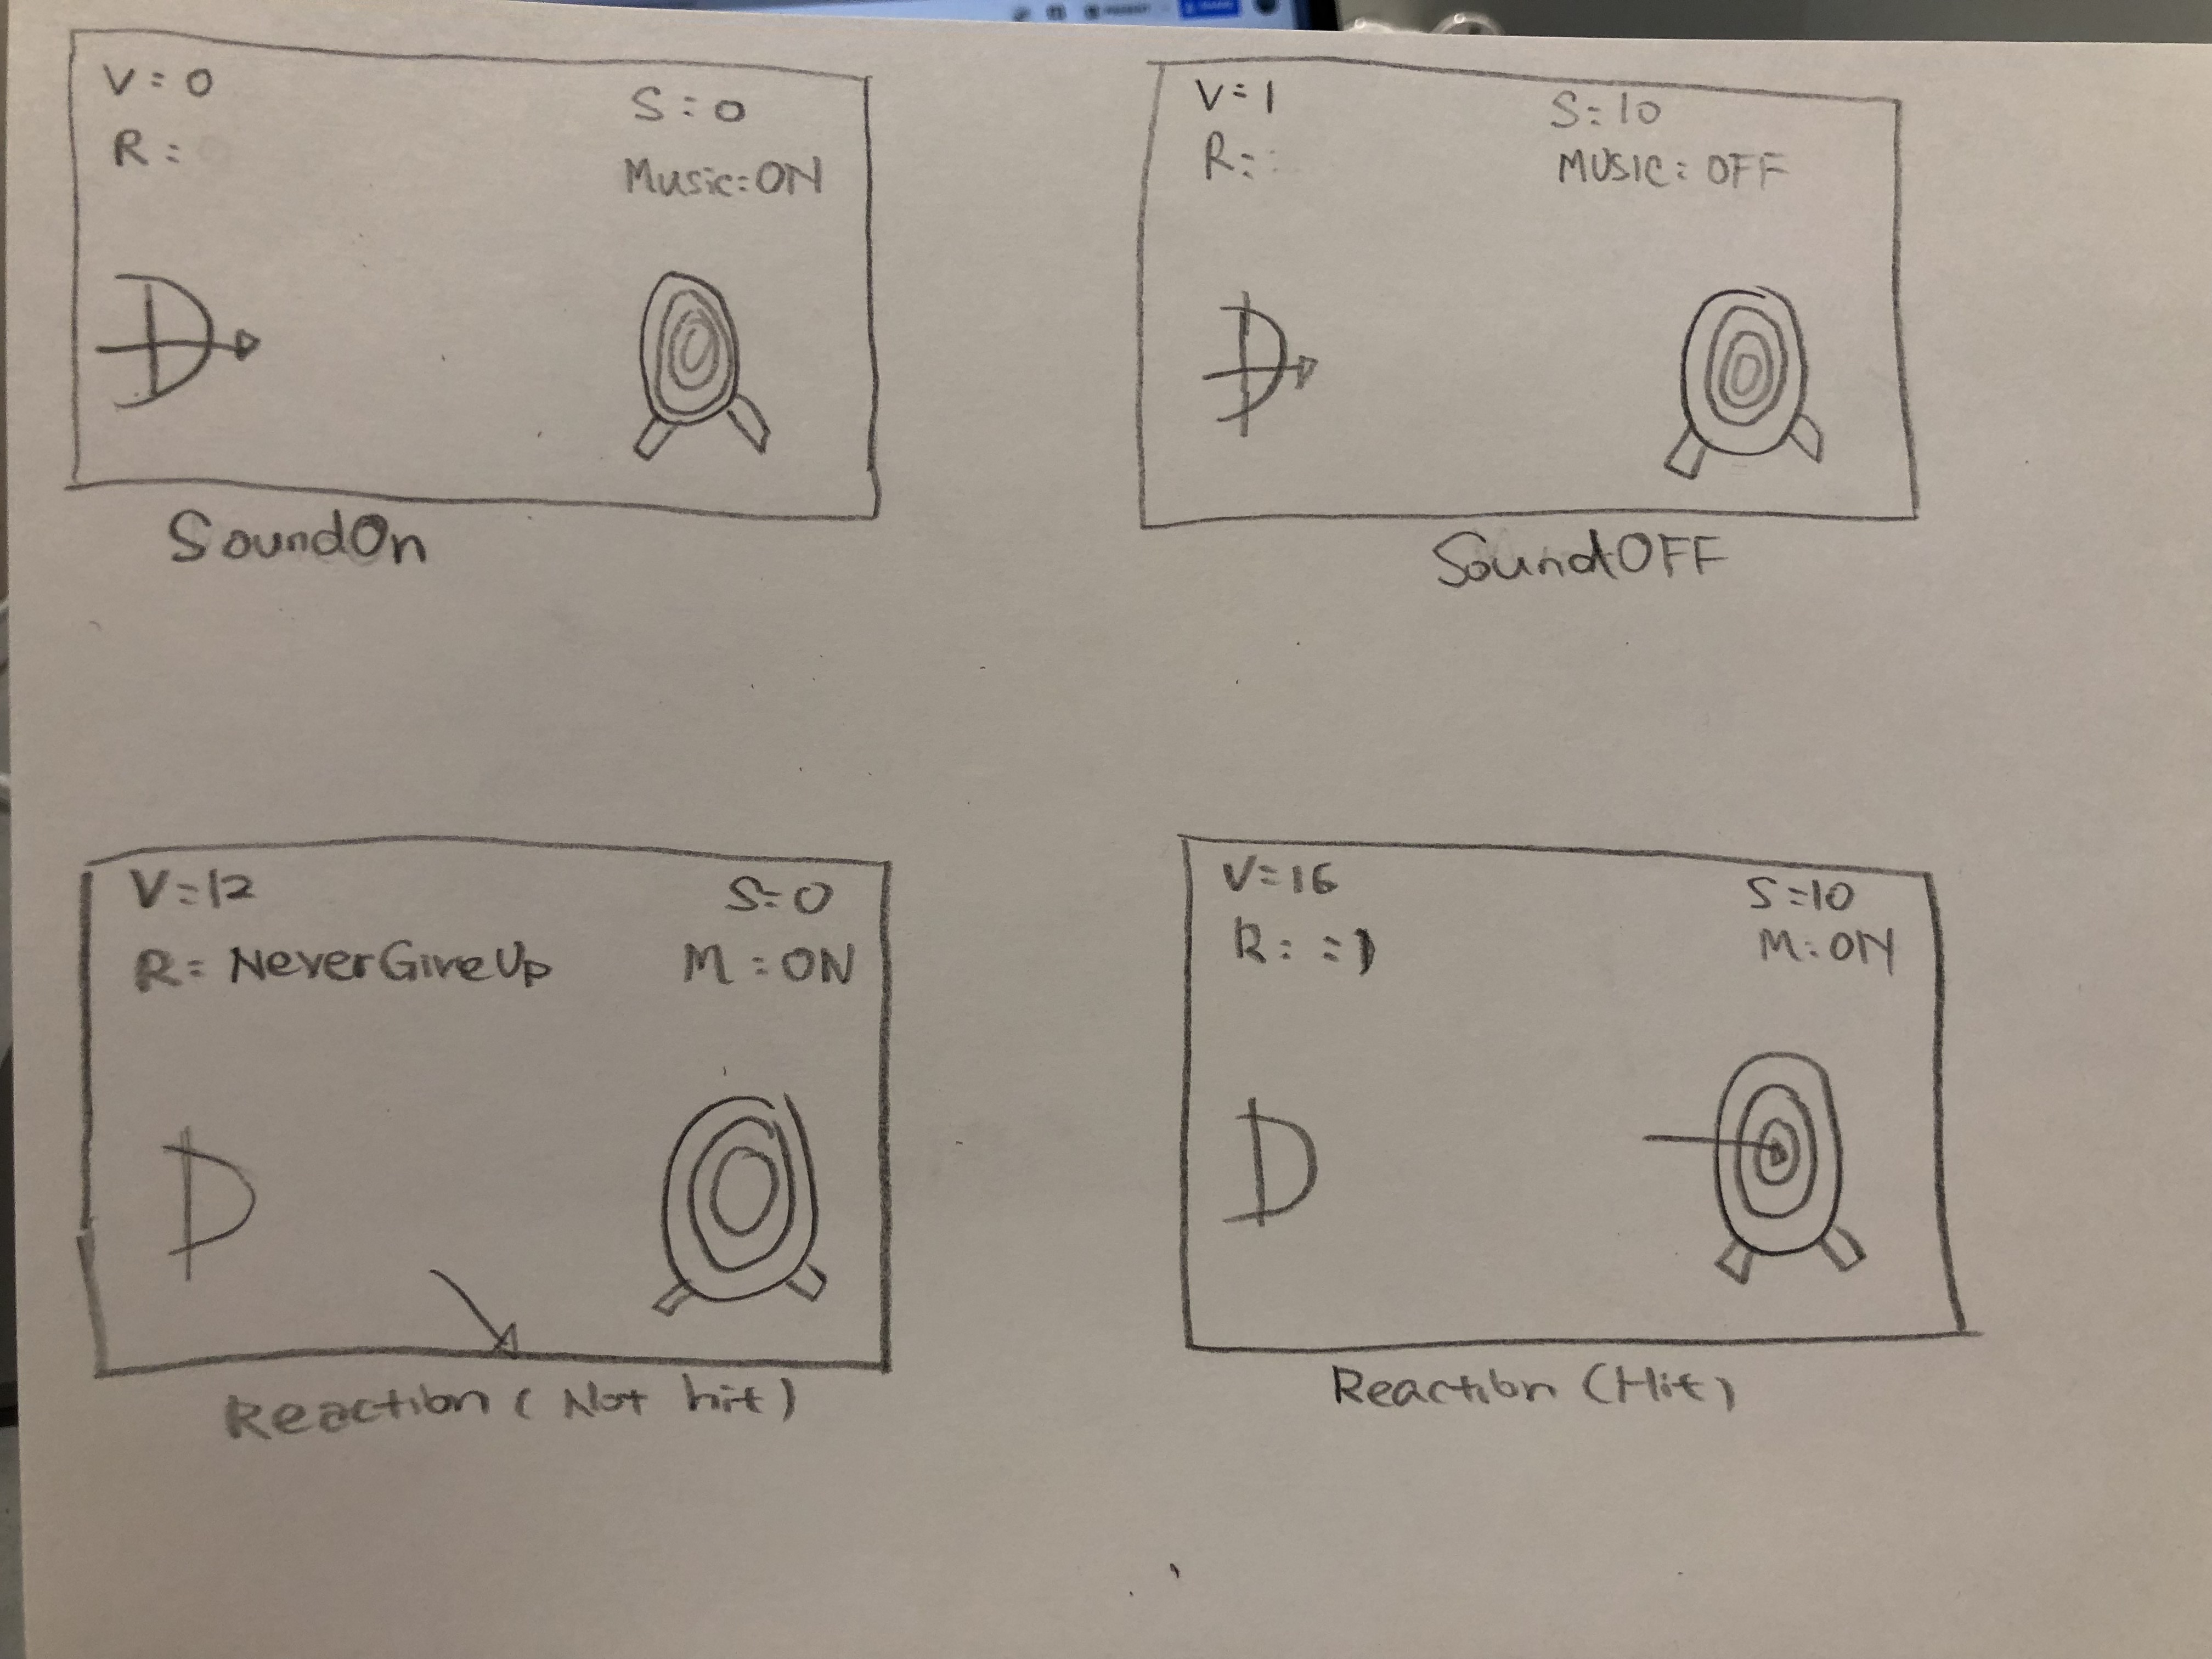 V=0
S=0
R=
Music=ON
SoundOn
V=1
S=10
R=
MUSIC= OFF
SoundOFF
V=12
S=0
R= NeverGiveUp
M=ON
Reaction (Not hit)
V=16
S=10
R= =)
M=ON
Reaction (Hit)